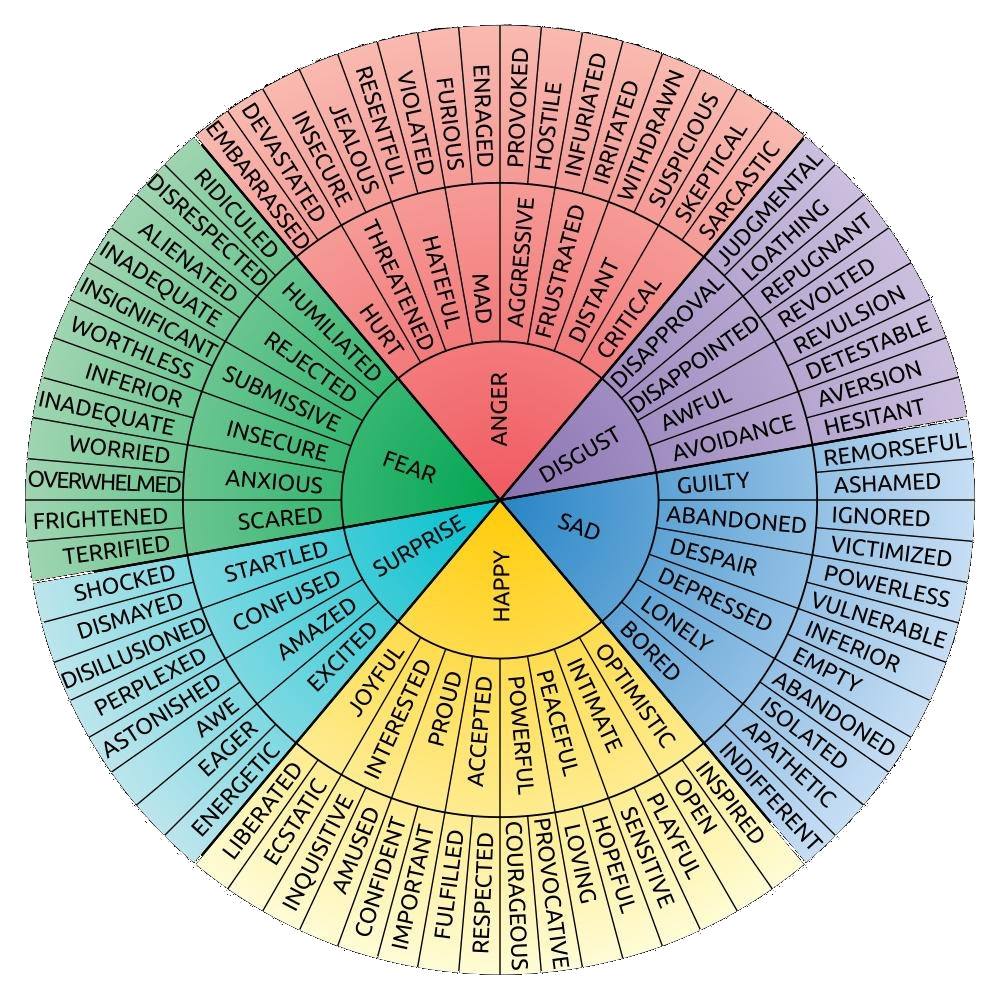 ANGER
DISGUST
SAD
HAPPY
SURPRISE
FEAR
HURT
THREATENED
HATEFUL
MAD
AGGRESSIVE
FRUSTRATED
DISTANT
CRITICAL
DISAPPROVAL
DISAPPOINTED
AWFUL
AVOIDANCE
GUILTY
ABANDONED
DESPAIR
DEPRESSED
LONELY
BORED
OPTIMISTIC
INTIMATE
PEACEFUL
POWERFUL
ACCEPTED
PROUD
INTERESTED
JOYFUL
EXCITED
AMAZED
CONFUSED
STARTLED
SCARED
ANXIOUS
INSECURE
SUBMISSIVE
REJECTED
HUMILIATED
EMBARRASSED
DEVASTATED
INSECURE
JEALOUS
RESENTFUL
VIOLATED
FURIOUS
ENRAGED
PROVOKED
HOSTILE
INFURIATED
IRRITATED
WITHDRAWN
SUSPICIOUS
SKEPTICAL
SARCASTIC
JUDGMENTAL
LOATHING
REPUGNANT
REVOLTED
REVULSION
DETESTABLE
AVERSION
HESITANT
REMORSEFUL
ASHAMED
IGNORED
VICTIMIZED
POWERLESS
VULNERABLE
INFERIOR
EMPTY
ABANDONED
ISOLATED
APATHETIC
INDIFFERENT
INSPIRED
OPEN
PLAYFUL
SENSITIVE
HOPEFUL
LOVING
PROVOCATIVE
COURAGEOUS
RESPECTED
FULFILLED
IMPORTANT
CONFIDENT
AMUSED
INQUISITIVE
ECSTATIC
LIBERATED
ENERGETIC
EAGER
AWE
ASTONISHED
PERPLEXED
DISILLUSIONED
DISMAYED
SHOCKED
TERRIFIED
FRIGHTENED
OVERWHELMED
WORRIED
INADEQUATE
INFERIOR
WORTHLESS
INSIGNIFICANT
INADEQUATE
ALIENATED
DISRESPECTED
RIDICULED